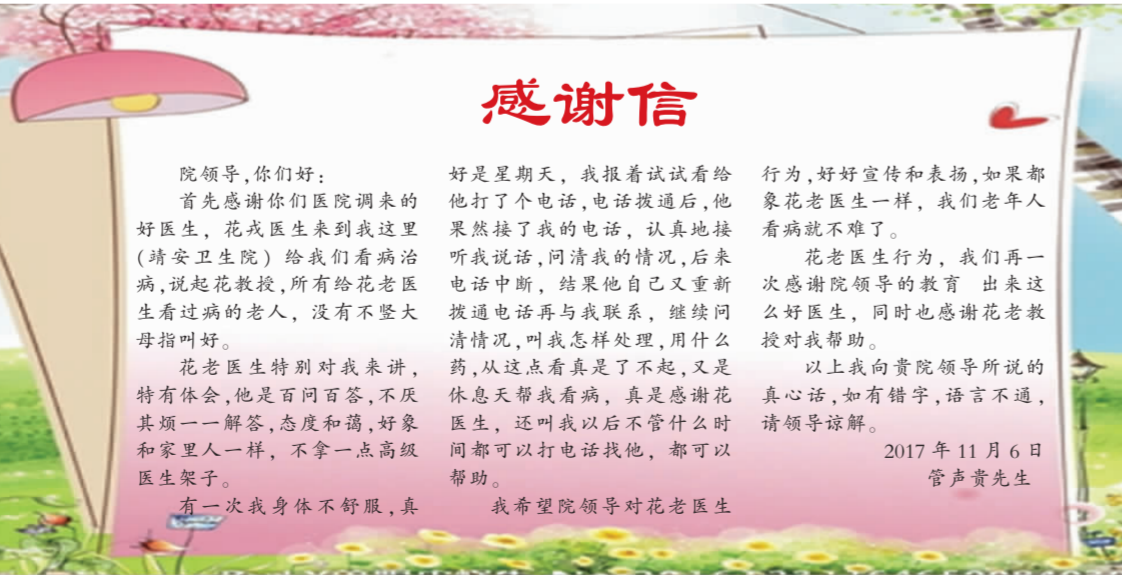 感谢信
院领导,你们好:
首先感谢你们医院调来的
好医生，花戎医生来到我这里
(靖安卫生院)给我们看病治
病,说起花教授,所有给花老医
生看过病的老人，没有不竖大
母指叫好。
花老医生特别对我来讲，
特有体会,他是百问百答,不厌
其烦一一解答,态度和蔼,好象
和家里人一样，不拿一点高级
医生架子。
有一次我身体不舒服,真
好是星期天，我报着试试看给
他打了个电话,电话拨通后,他
果然接了我的电话，认真地接
听我说话,问清我的情况,后来
电话中断，结果他自己又重新
拨通电话再与我联系，继续问
清情况,叫我怎样处理,用什么
药,从这点看真是了不起,又是
休息天帮我看病，真是感谢花
医生，还叫我以后不管什么时
间都可以打电话找他，都可以
帮助。
我希望院领导对花老医生
行为,好好宣传和表扬,如果都
象花老医生一样，我们老年人
看病就不难了。
花老医生行为，我们再一
次感谢院领导的教育 出来这
么好医生，同时也感谢花老教
授对我帮助。
以上我向貴院领导所说的
真心话,如有错字,语言不通,
请领导谅解。
2017年11月6日
管声貴先生